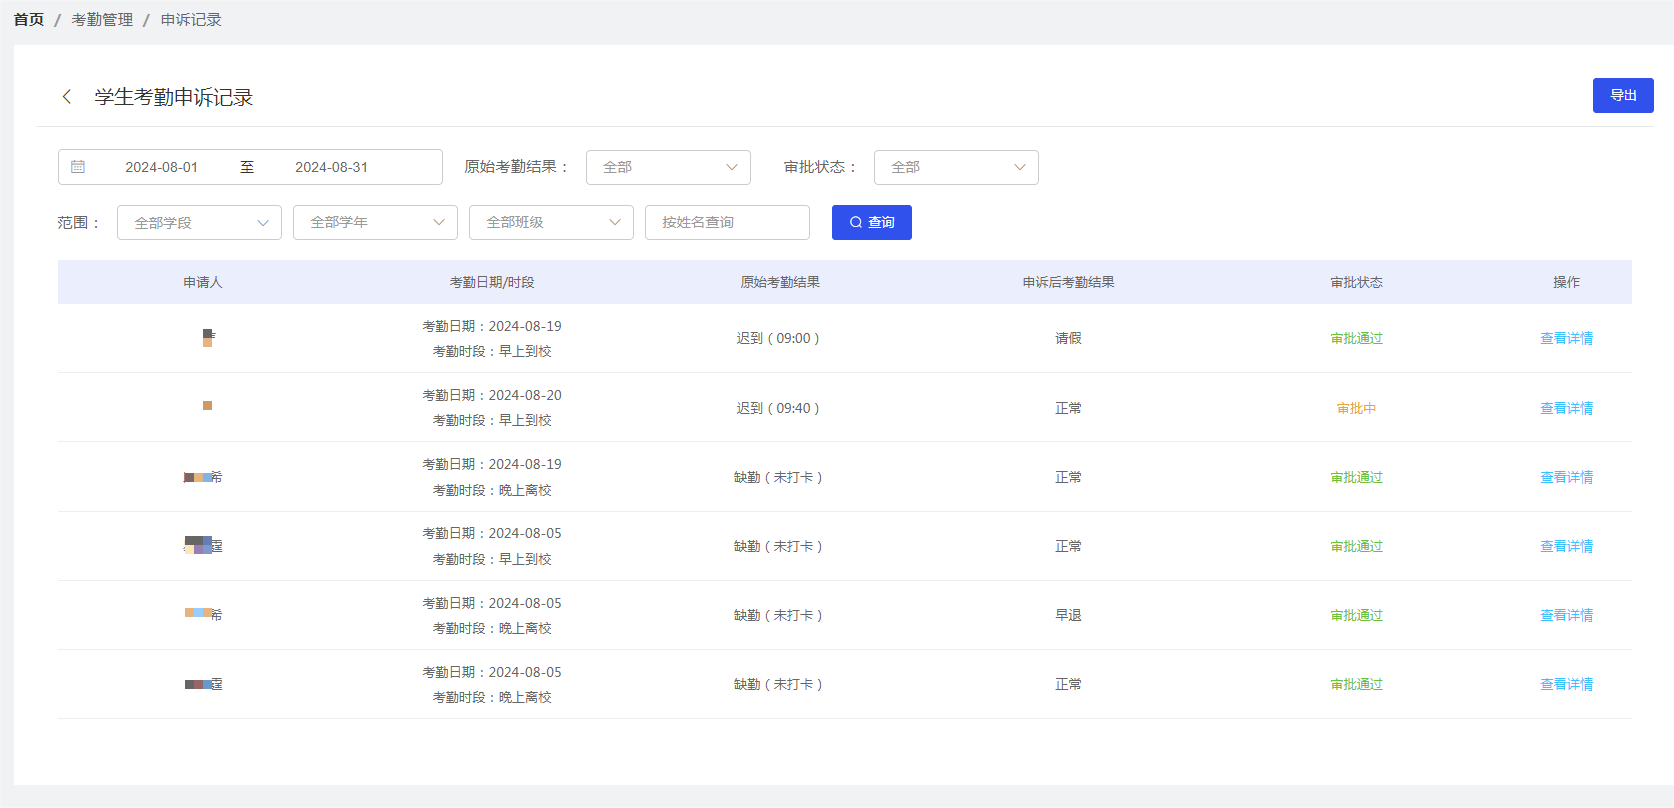 首页 / 考勤管理 / 申诉记录
学生考勤申诉记录
导出
2024-08-01 至 2024-08-31 原始考勤结果： 全部 审批状态： 全部
范围： 全部学段 全部学年 全部班级 按姓名查询 查询
申请人 考勤日期/时段 原始考勤结果 申诉后考勤结果 审批状态 操作
考勤日期：2024-08-19
考勤时段：早上到校
迟到（09:00） 请假 审批通过 查看详情
考勤日期：2024-08-20
考勤时段：早上到校
迟到（09:40） 正常 审批中 查看详情
希
考勤日期：2024-08-19
考勤时段：晚上离校
缺勤（未打卡） 正常 审批通过 查看详情
霆
考勤日期：2024-08-05
考勤时段：早上到校
缺勤（未打卡） 正常 审批通过 查看详情
希
考勤日期：2024-08-05
考勤时段：晚上离校
缺勤（未打卡） 早退 审批通过 查看详情
霆
考勤日期：2024-08-05
考勤时段：晚上离校
缺勤（未打卡） 正常 审批通过 查看详情